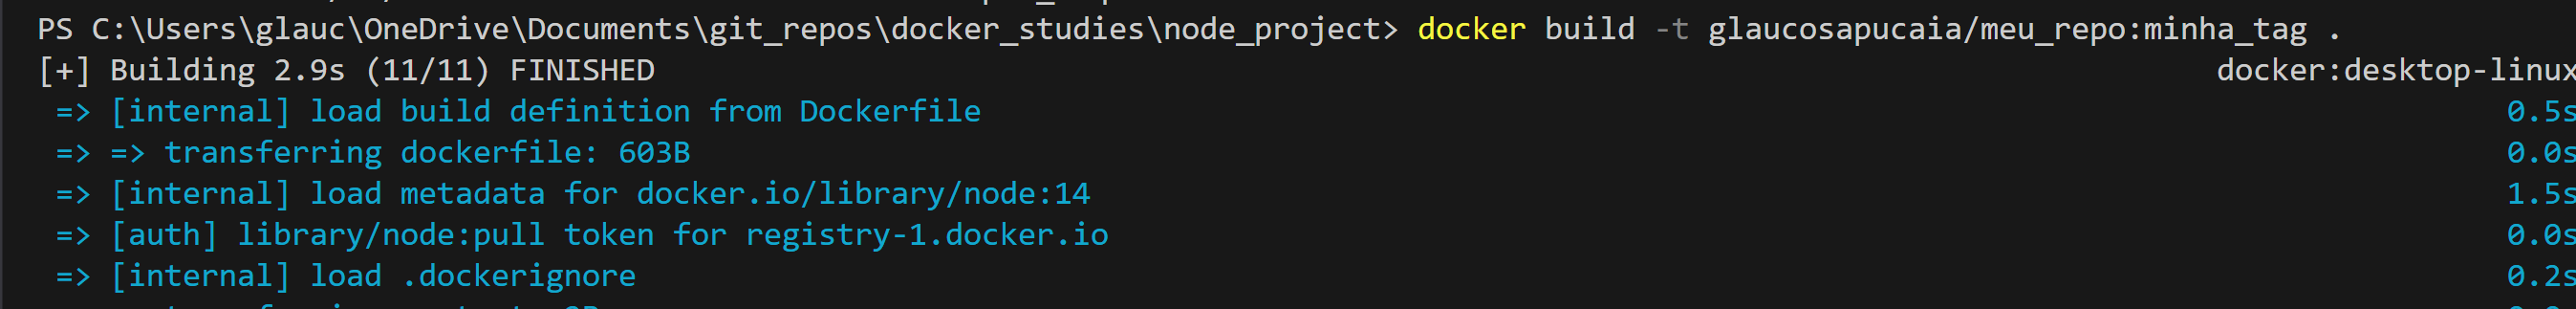 PS C:\Users\glauc\OneDrive\Documents\git_repos\docker_studies\node_project> docker build -t glaucosapucaia/meu_repo:minha_tag .
[+] Building 2.9s (11/11) FINISHED docker:desktop-linux
=> [internal] load build definition from Dockerfile 0.5s
=> => transferring dockerfile: 603B 0.0s
=> [internal] load metadata for docker.io/library/node:14 1.5s
=> [auth] library/node:pull token for registry-1.docker.io 0.0s
=> [internal] load .dockerignore 0.2s